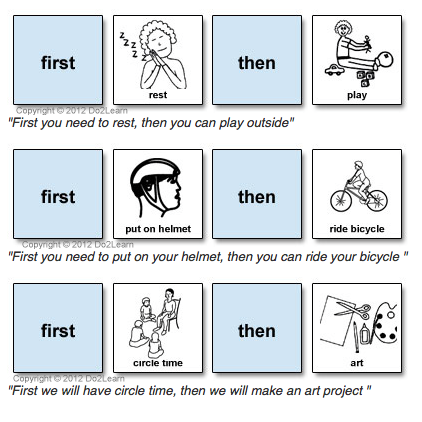 first
zzz
zzz
rest
then
play
Copyright © 2012 Do2Learn
"First you need to rest, then you can play outside"
first
put on helmet
then
ride bicycle
Copyright © 2012 Do2Learn
"First you need to put on your helmet, then you can ride your bicycle "
first
circle time
then
art
Copyright © 2012 Do2Learn
"First we will have circle time, then we will make an art project "